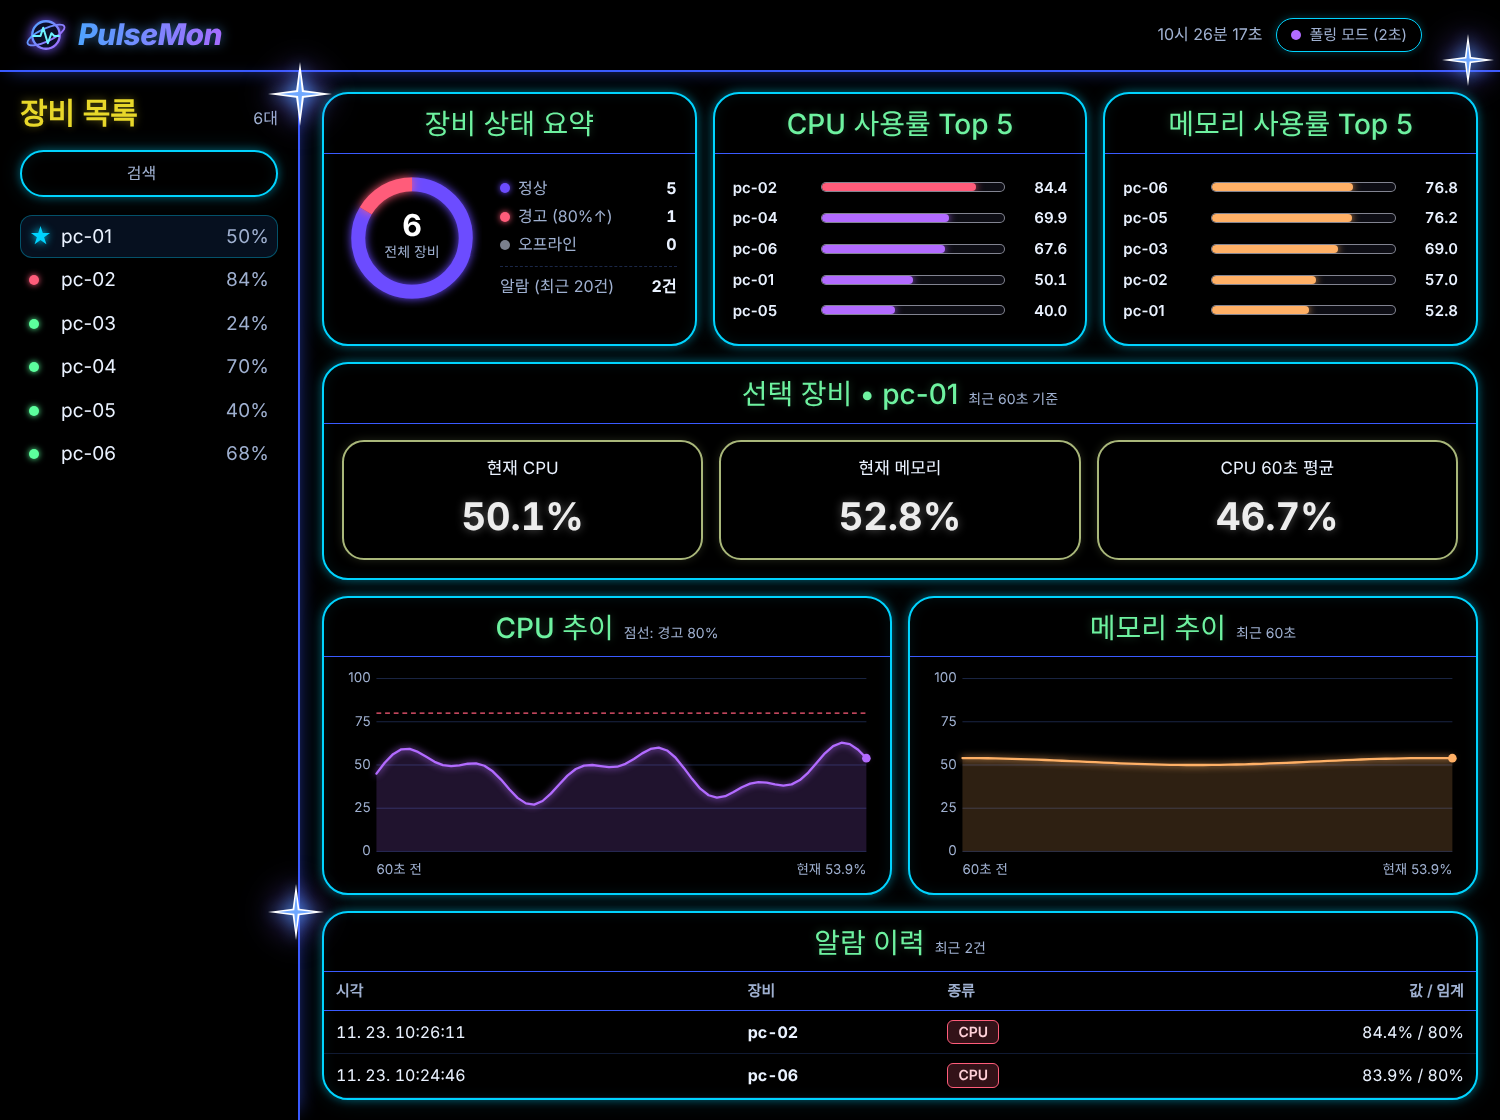 PulseMon
10시 26분 17초
폴링 모드 (2초)
장비 목록
6대
검색
pc-01 50%
pc-02 84%
pc-03 24%
pc-04 70%
pc-05 40%
pc-06 68%
장비 상태 요약
6
전체 장비
정상 5
경고 (80%↑) 1
오프라인 0
알람 (최근 20건) 2건
CPU 사용률 Top 5
pc-02 84.4
pc-04 69.9
pc-06 67.6
pc-01 50.1
pc-05 40.0
메모리 사용률 Top 5
pc-06 76.8
pc-05 76.2
pc-03 69.0
pc-02 57.0
pc-01 52.8
선택 장비 • pc-01 최근 60초 기준
현재 CPU
50.1%
현재 메모리
52.8%
CPU 60초 평균
46.7%
CPU 추이 점선: 경고 80%
100
75
50
25
0
60초 전 현재 53.9%
메모리 추이 최근 60초
100
75
50
25
0
60초 전 현재 53.9%
알람 이력 최근 2건
시각 장비 종류 값 / 임계
11. 23. 10:26:11 pc-02 CPU 84.4% / 80%
11. 23. 10:24:46 pc-06 CPU 83.9% / 80%